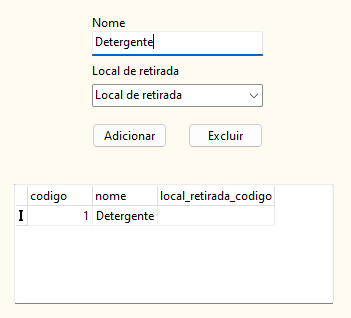 Nome
Detergente
Local de retirada
Local de retirada
Adicionar Excluir
codigo nome local_retirada_codigo
1 Detergente